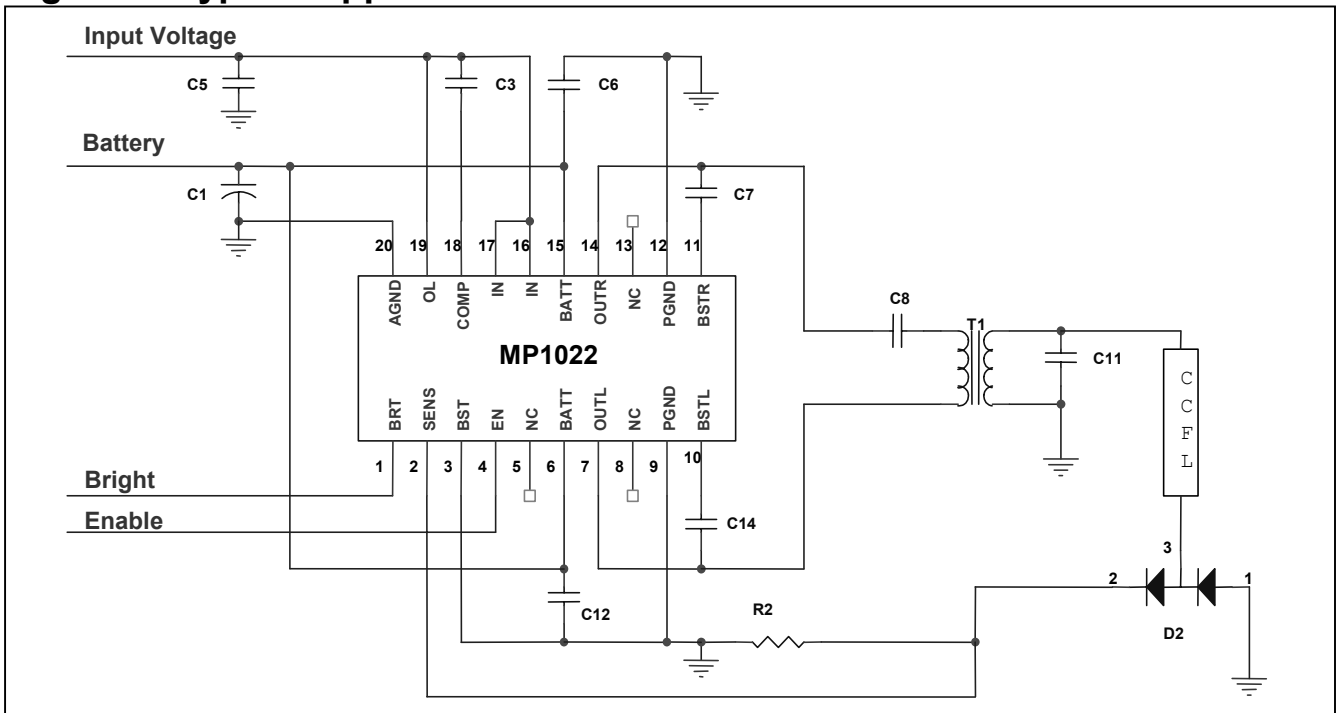 Input Voltage
C5
C3
C6
Battery
C1
C7
20 19 18 17 16 15 14 13 12 11
AGND OL COMP IN IN BATT OUTR NC PGND BSTR
C8
T1
MP1022
C11
CCFL
BRT SENS BST EN NC BATT OUTL NC PGND BSTL
1 2 3 4 5 6 7 8 9 10
Bright
Enable
C14
3
2 1
C12
R2
D2